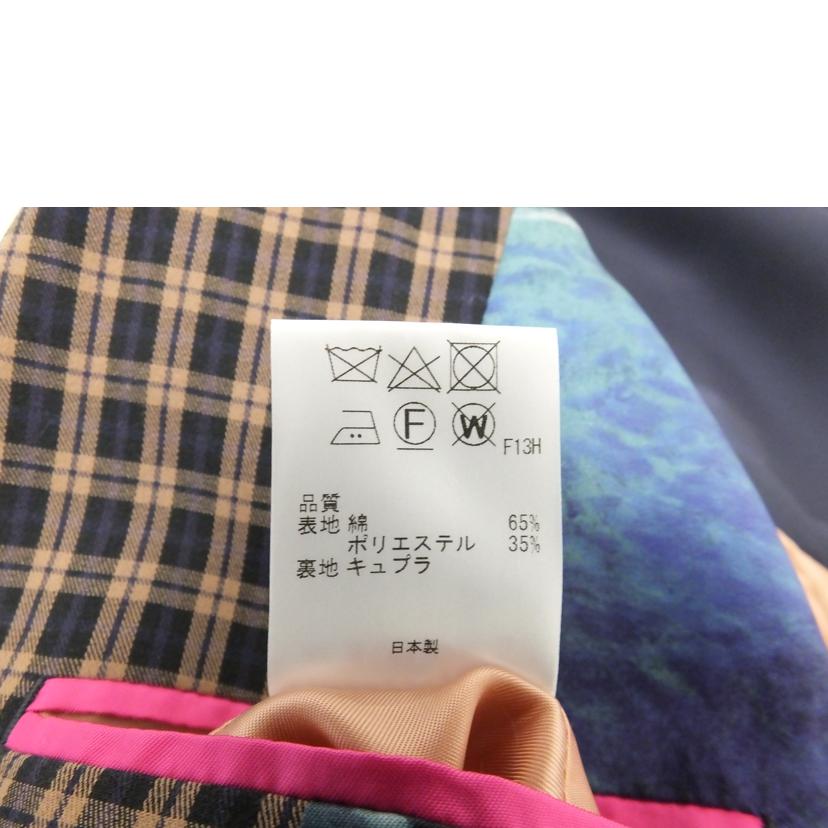 F W F13H
品質
表地 綿 65%
ポリエステル 35%
裏地 キュプラ
日本製